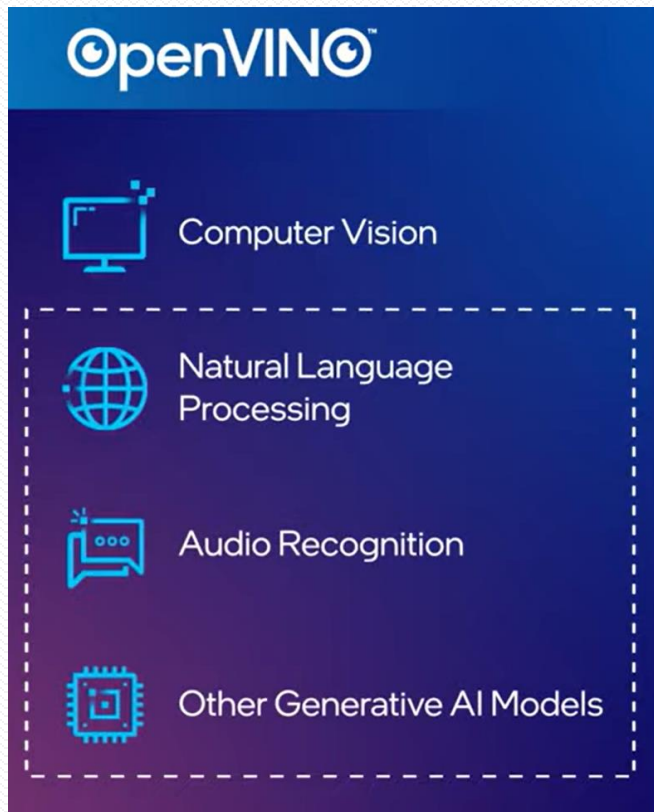 OpenVINO™
Computer Vision
Natural Language
Processing
Audio Recognition
Other Generative AI Models